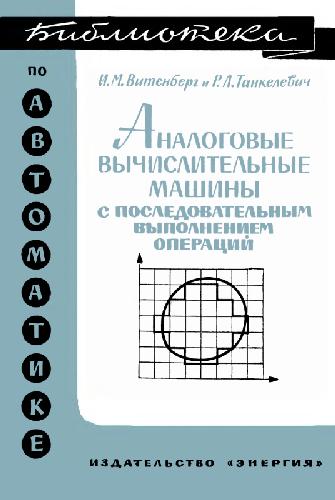 Библиотека
ПО
АВТОМАТИКЕ
И.М.Витенберг и Р.Л.Танкелевич
АНАЛОГОВЫЕ
ВЫЧИСЛИТЕЛЬНЫЕ
МАШИНЫ
С ПОСЛЕДОВАТЕЛЬНЫМ
ВЫПОЛНЕНИЕМ
ОПЕРАЦИЙ
ИЗДАТЕЛЬСТВО «ЭНЕРГИЯ»